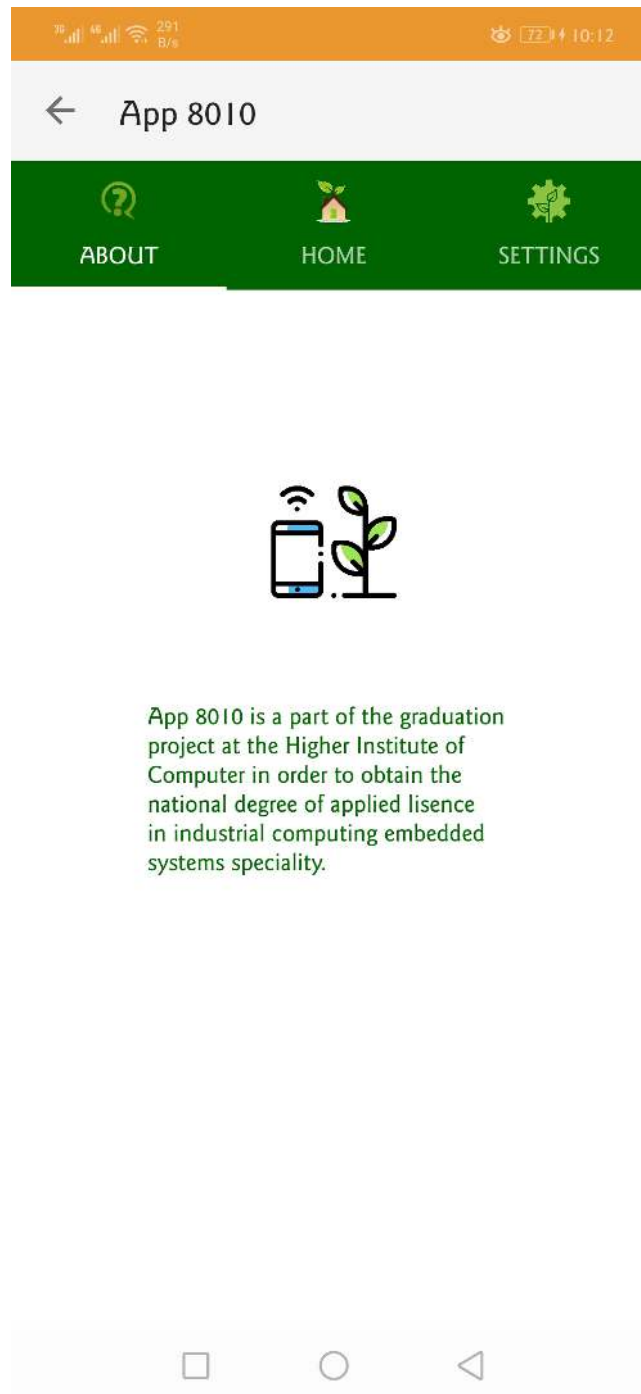 3G 4G 291 B/s 72 10:12
App 8010
ABOUT HOME SETTINGS
App 8010 is a part of the graduation
project at the Higher Institute of
Computer in order to obtain the
national degree of applied lisence
in industrial computing embedded
systems speciality.